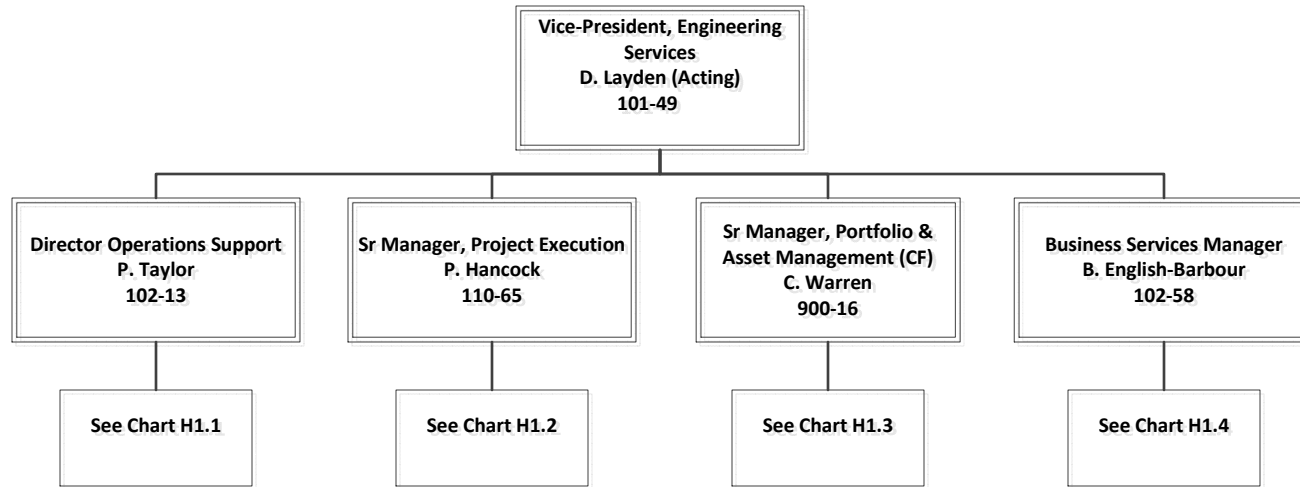 Vice-President, Engineering
Services
D. Layden (Acting)
101-49
Director Operations Support
P. Taylor
102-13
Sr Manager, Project Execution
P. Hancock
110-65
Sr Manager, Portfolio &
Asset Management (CF)
C. Warren
900-16
Business Services Manager
B. English-Barbour
102-58
See Chart H1.1
See Chart H1.2
See Chart H1.3
See Chart H1.4